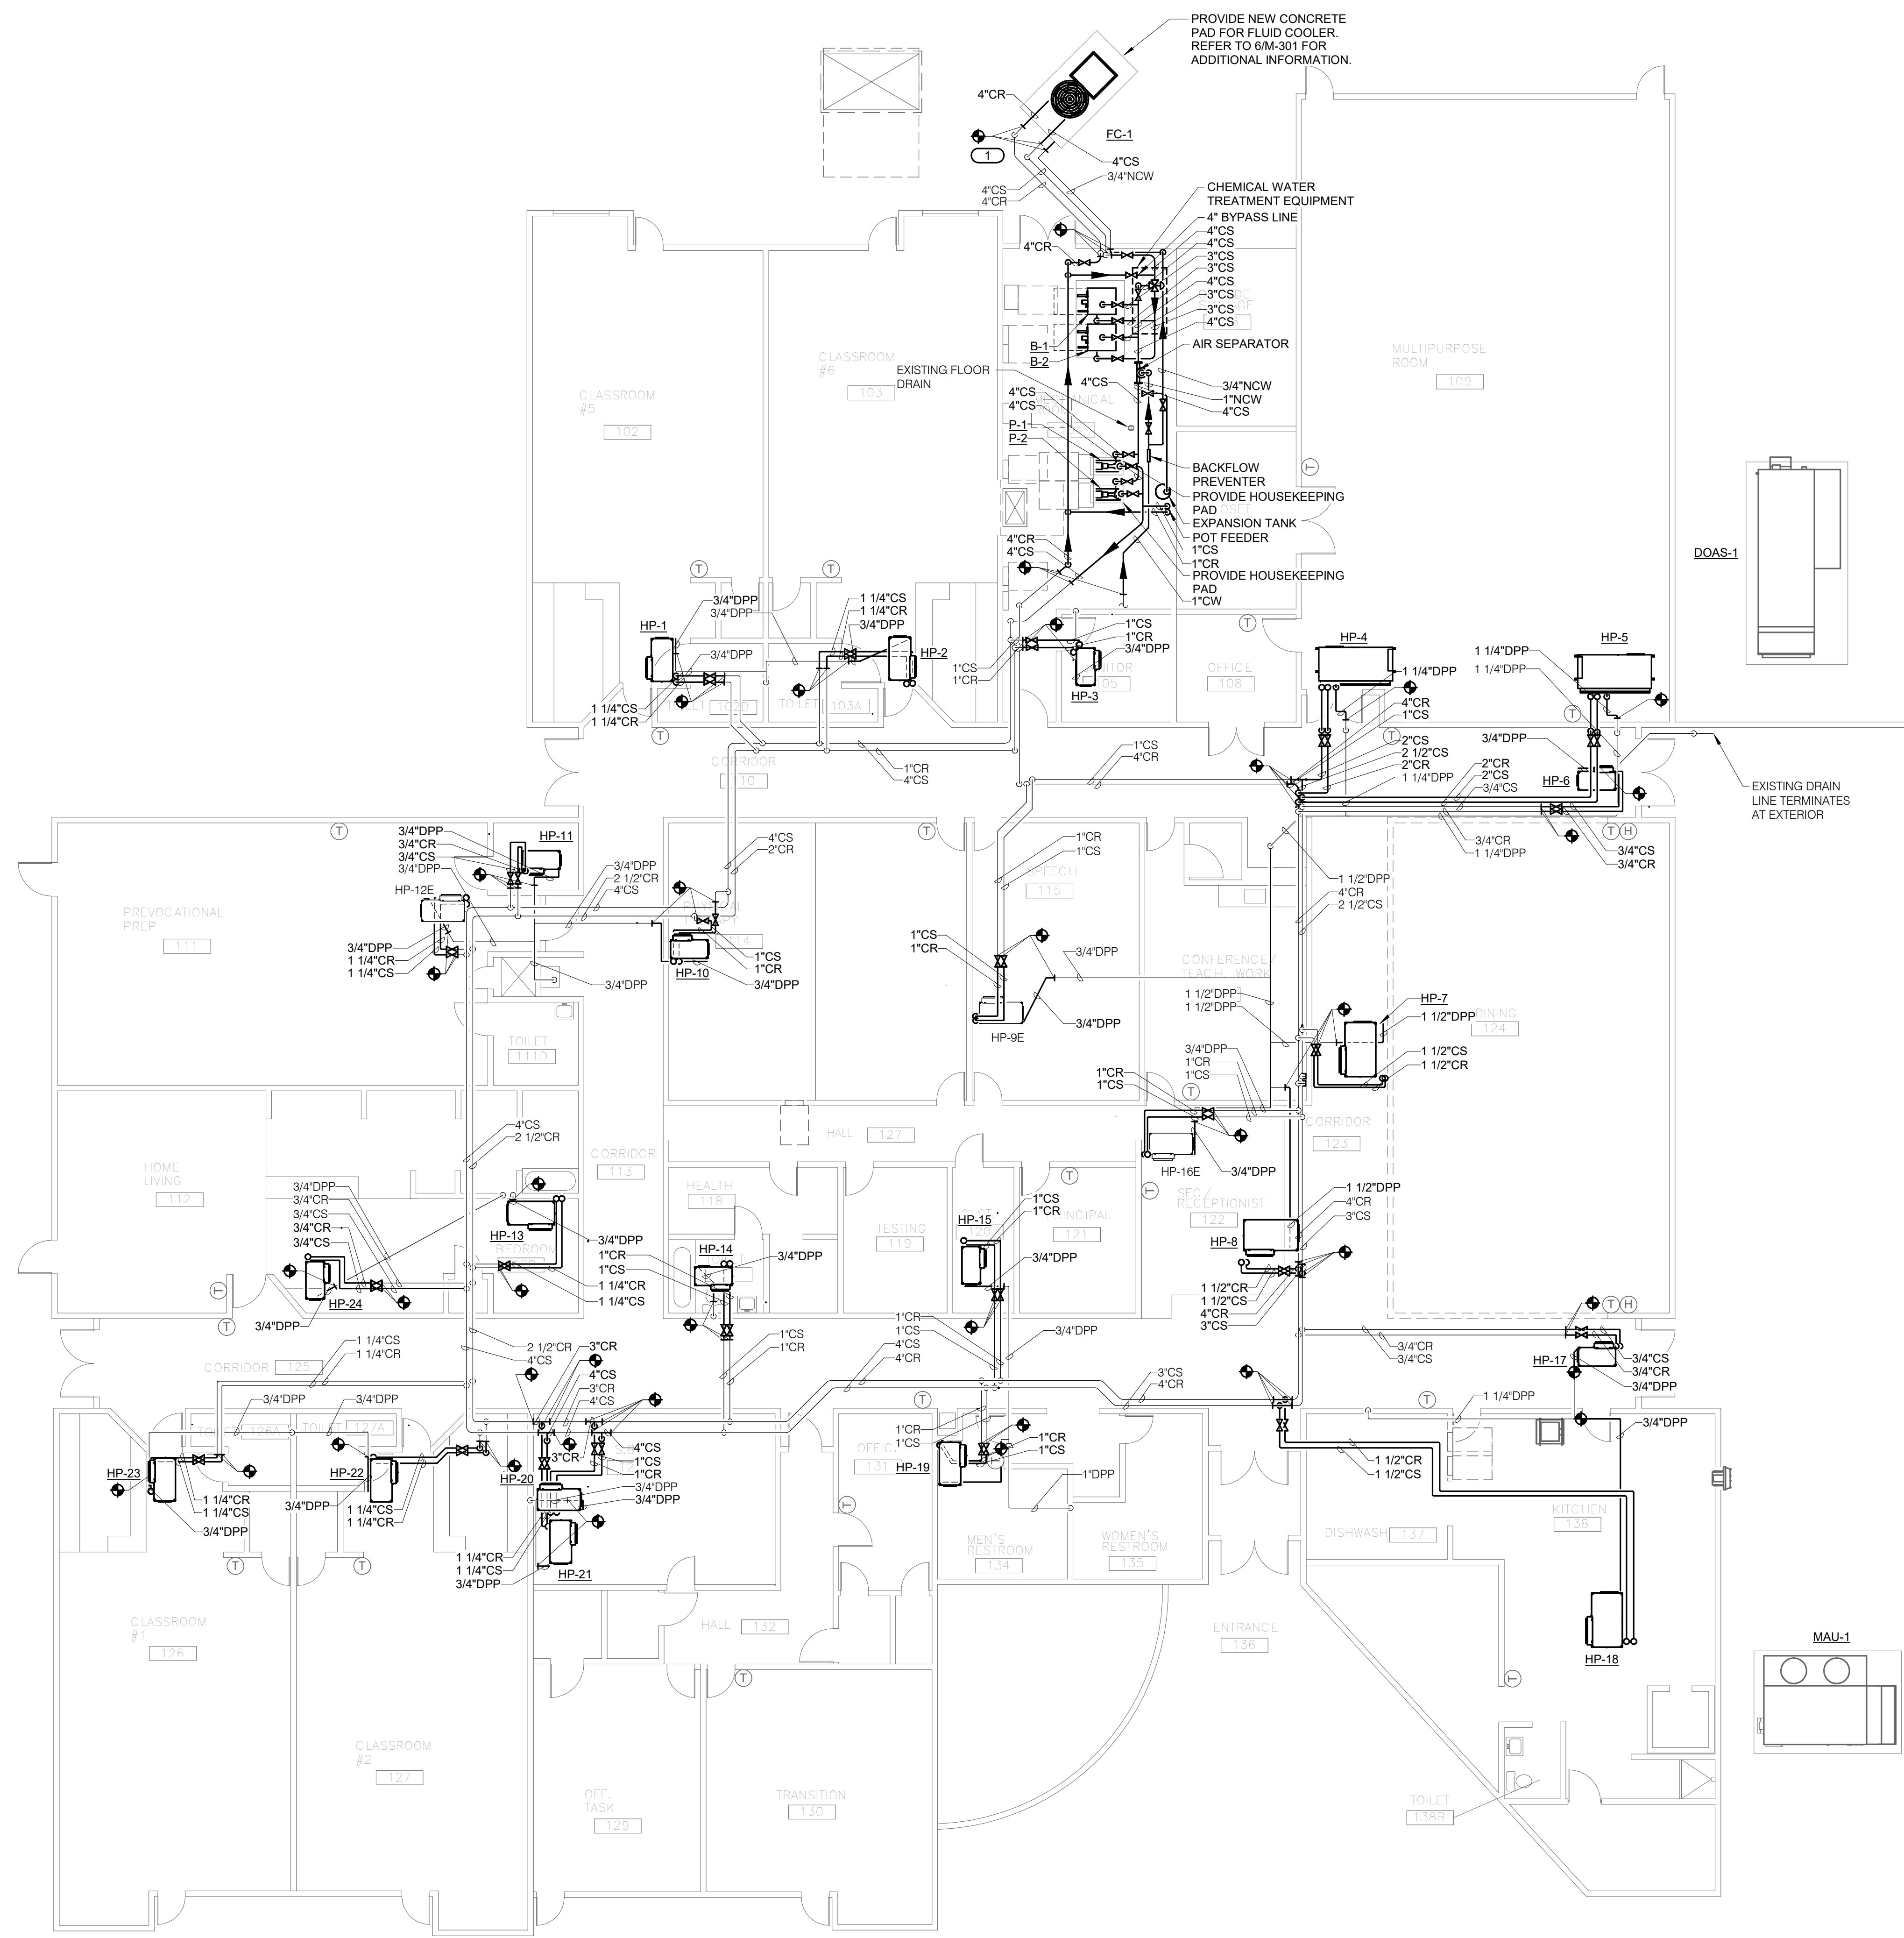 PROVIDE NEW CONCRETE
PAD FOR FLUID COOLER.
REFER TO 6/M-301 FOR
ADDITIONAL INFORMATION.
4"CR
FC-1
1
4"CS
3/4"NCW
4"CS
4"CR
CHEMICAL WATER
TREATMENT EQUIPMENT
4" BYPASS LINE
4"CS
4"CS
3"CS
3"CS
4"CS
3"CS
3"CS
4"CS
4"CR
B-1
B-2
AIR SEPARATOR
EXISTING FLOOR
DRAIN
4"CS
3/4"NCW
1"NCW
4"CS
4"CS
4"CS
P-1
P-2
BACKFLOW
PREVENTER
PROVIDE HOUSEKEEPING
PAD
EXPANSION TANK
POT FEEDER
1"CS
1"CR
PROVIDE HOUSEKEEPING
PAD
1"CW
4"CR
4"CS
CLASSROOM
#5
102
CLASSROOM
#6
103
MULTIPURPOSE
ROOM
109
DOAS-1
T
T
T
T
3/4"DPP
3/4"DPP
HP-1
3/4"DPP
1 1/4"CS
1 1/4"CR
1 1/4"CS
1 1/4"CR
3/4"DPP
HP-2
TOILET
102D
TOILET
103A
T
1"CS
1"CR
3/4"DPP
1"CS
1"CR
HP-3
105
OFFICE
108
HP-4
1 1/4"DPP
4"CR
1"CS
T
HP-5
1 1/4"DPP
1 1/4"DPP
T
2"CS
2 1/2"CS
2"CR
1 1/4"DPP
3/4"DPP
HP-6
2"CR
2"CS
3/4"CS
3/4"CR
1 1/4"DPP
3/4"CS
3/4"CR
T H
EXISTING DRAIN
LINE TERMINATES
AT EXTERIOR
CORRIDOR
110
1"CR
4"CS
1"CS
4"CR
T
3/4"DPP
3/4"CR
3/4"CS
3/4"DPP
HP-11
HP-12E
3/4"DPP
2 1/2"CR
4"CS
4"CS
2"CR
T
PREVOCATIONAL
PREP
111
3/4"DPP
1 1/4"CR
1 1/4"CS
3/4"DPP
114
HP-10
1"CS
1"CR
3/4"DPP
1"CR
1"CS
SPEECH
115
1"CS
1"CR
3/4"DPP
3/4"DPP
HP-9E
1 1/2"DPP
4"CR
2 1/2"CS
CONFERENCE/
TEACH. WORK
1 1/2"DPP
1 1/2"DPP
HP-7
1 1/2"DPP
DINING
124
1 1/2"CS
1 1/2"CR
TOILET
111D
3/4"DPP
1"CR
1"CS
1"CR
1"CS
T
HP-16E
3/4"DPP
CORRIDOR
123
HALL
127
4"CS
2 1/2"CR
HOME
LIVING
112
CORRIDOR
113
3/4"DPP
3/4"CR
3/4"CS
3/4"CR
3/4"CS
HP-24
3/4"DPP
HP-13
3/4"DPP
BEDROOM
1 1/4"CR
1 1/4"CS
HEALTH
118
HP-14
1"CR
1"CS
3/4"DPP
TESTING
119
HP-15
1"CS
1"CR
3/4"DPP
PRINCIPAL
121
T
T
SEC/
RECEPTIONIST
122
HP-8
1 1/2"DPP
4"CR
3"CS
1 1/2"CR
1 1/2"CS
4"CR
3"CS
T
T
T H
CORRIDOR
125
1 1/4"CS
1 1/4"CR
2 1/2"CR
4"CS
3"CR
4"CS
3"CR
4"CS
1"CS
1"CR
1"CR
1"CS
4"CS
4"CR
3/4"DPP
3"CS
4"CR
3/4"CR
3/4"CS
HP-17
3/4"CS
3/4"CR
3/4"DPP
T
1 1/4"DPP
3/4"DPP
3/4"DPP
3/4"DPP
126A
TOILET
127A
HP-23
1 1/4"CR
1 1/4"CS
3/4"DPP
HP-22
3/4"DPP
1 1/4"CS
1 1/4"CR
HP-20
3"CR
4"CS
1"CS
1"CR
3/4"DPP
3/4"DPP
1 1/4"CR
1 1/4"CS
3/4"DPP
HP-21
T
T
T
OFFICE
131
1"CR
1"CS
HP-19
1"CR
1"CS
1"DPP
T
MEN'S
RESTROOM
134
WOMEN'S
RESTROOM
135
1 1/2"CR
1 1/2"CS
DISHWASH
137
KITCHEN
138
HP-18
MAU-1
CLASSROOM
#1
126
HALL
132
T
ENTRANCE
136
T
CLASSROOM
#2
127
OFF.
TASK
129
TRANSITION
130
TOILET
138B